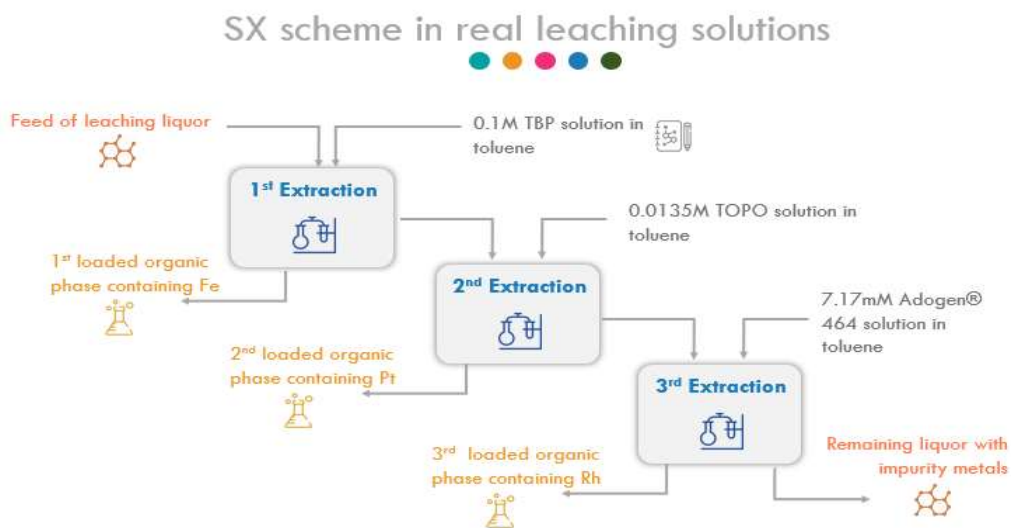 SX scheme in real leaching solutions
Feed of leaching liquor
0.1M TBP solution in
toluene
1st Extraction
0.0135M TOPO solution in
toluene
1st loaded organic
phase containing Fe
2nd Extraction
7.17mM Adogen®
464 solution in
toluene
2nd loaded organic
phase containing Pt
3rd Extraction
3rd loaded organic
phase containing Rh
Remaining liquor with
impurity metals